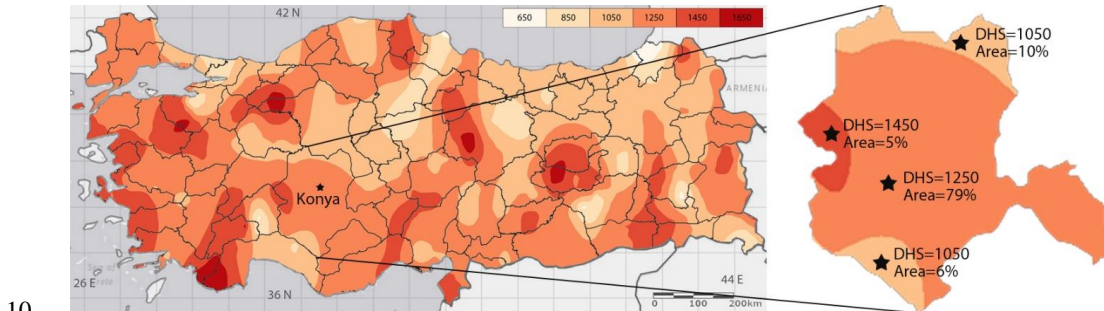 42 N
650 850 1050 1250 1450 1650
ARMENIA
Konya
26 E
36 N
44 E
0 100 200km
DHS=1050
Area=10%
DHS=1450
Area=5%
DHS=1250
Area=79%
DHS=1050
Area=6%
10